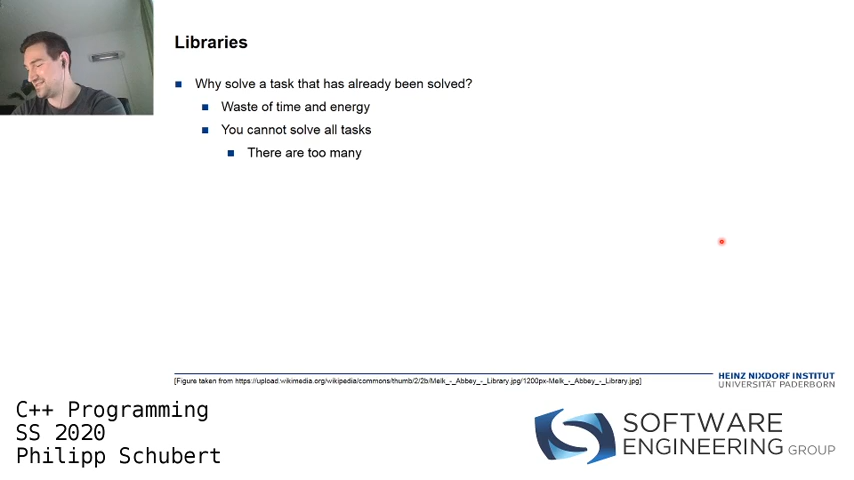 Libraries
Why solve a task that has already been solved?
Waste of time and energy
You cannot solve all tasks
There are too many
[Figure taken from https://upload.wikimedia.org/wikipedia/commons/thumb/2/2b/Melk_-_Abbey_-_Library.jpg/1200px-Melk_-_Abbey_-_Library.jpg]
HEINZ NIXDORF INSTITUT
UNIVERSITÄT PADERBORN
C++ Programming
SS 2020
Philipp Schubert
SOFTWARE
ENGINEERING GROUP